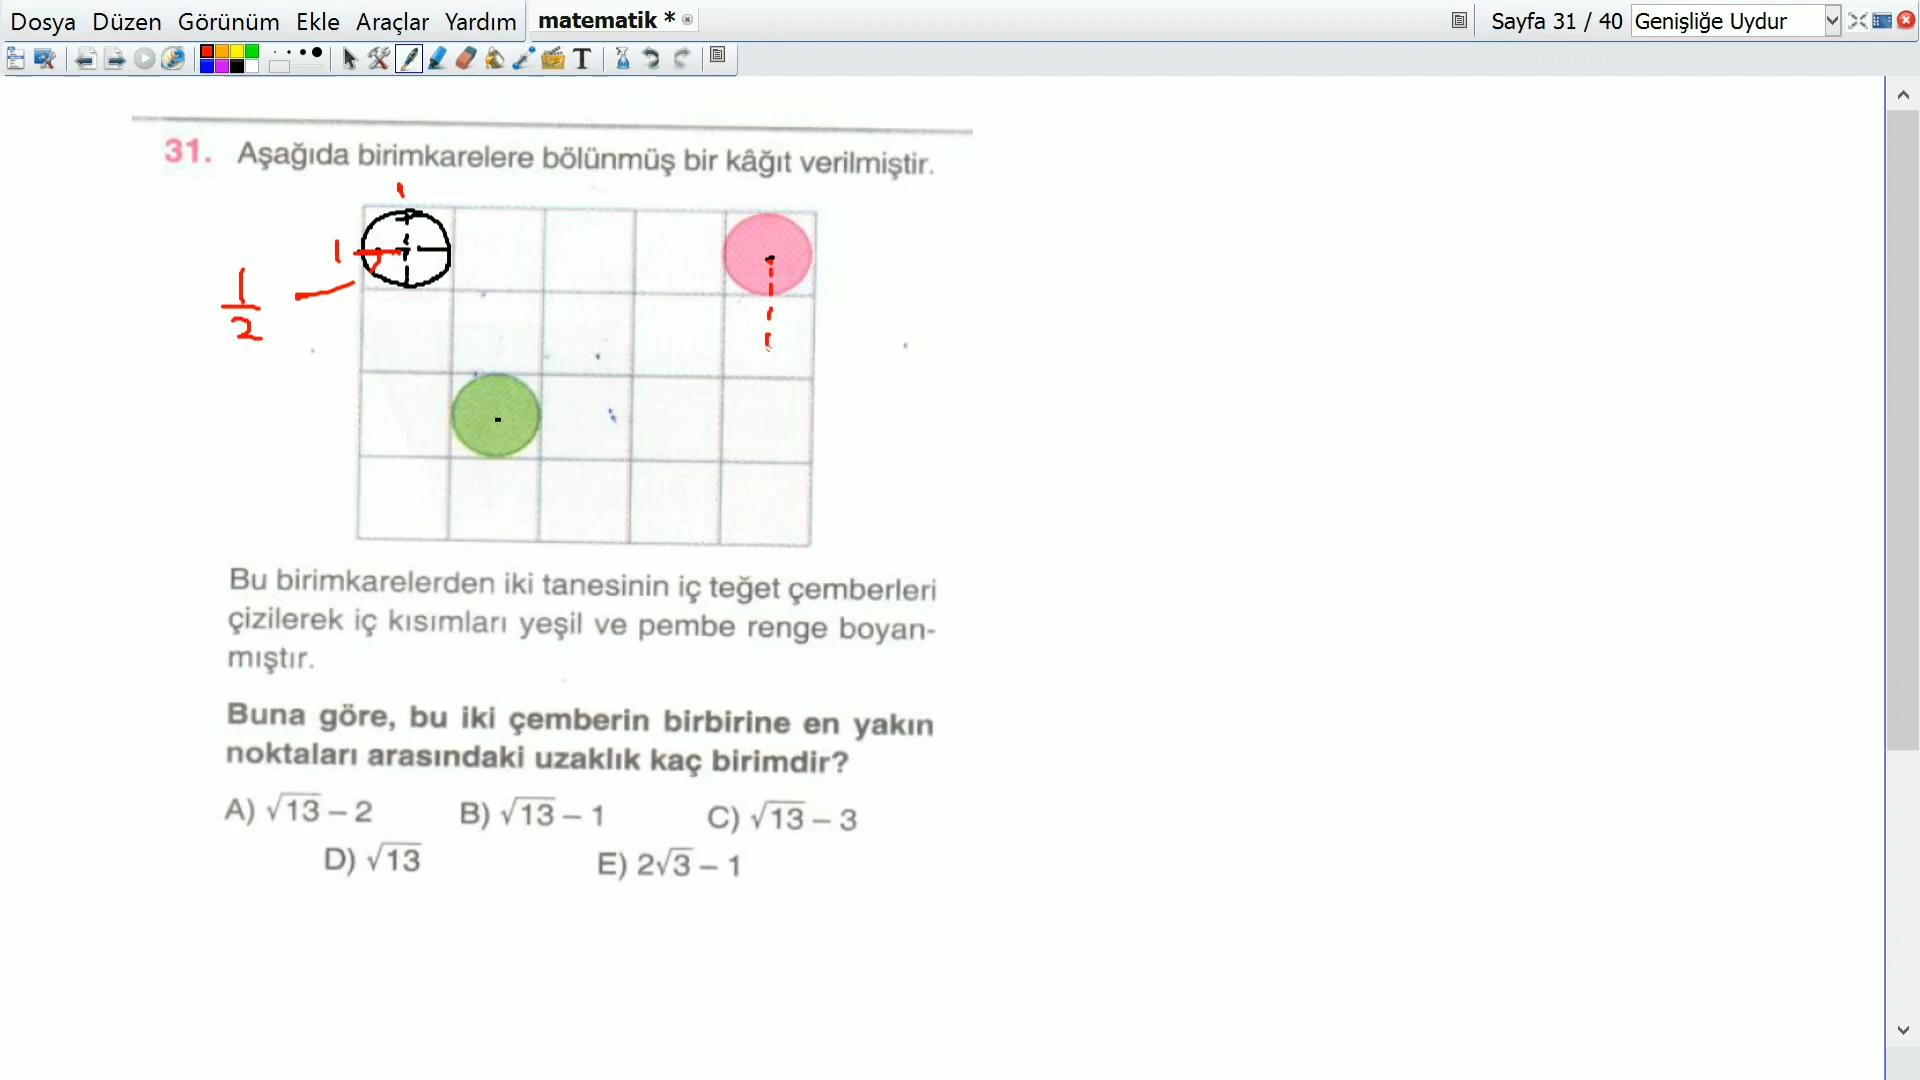 Dosya Düzen Görünüm Ekle Araçlar Yardım matematik * Sayfa 31 / 40 Genişliğe Uydur
T
31. Aşağıda birimkarelere bölünmüş bir kâğıt verilmiştir.
1
1
1
2
Bu birimkarelerden iki tanesinin iç teğet çemberleri
çizilerek iç kısımları yeşil ve pembe renge boyan-
mıştır.
Buna göre, bu iki çemberin birbirine en yakın
noktaları arasındaki uzaklık kaç birimdir?
A) √13 – 2 B) √13 – 1 C) √13 – 3
D) √13 E) 2√3 – 1